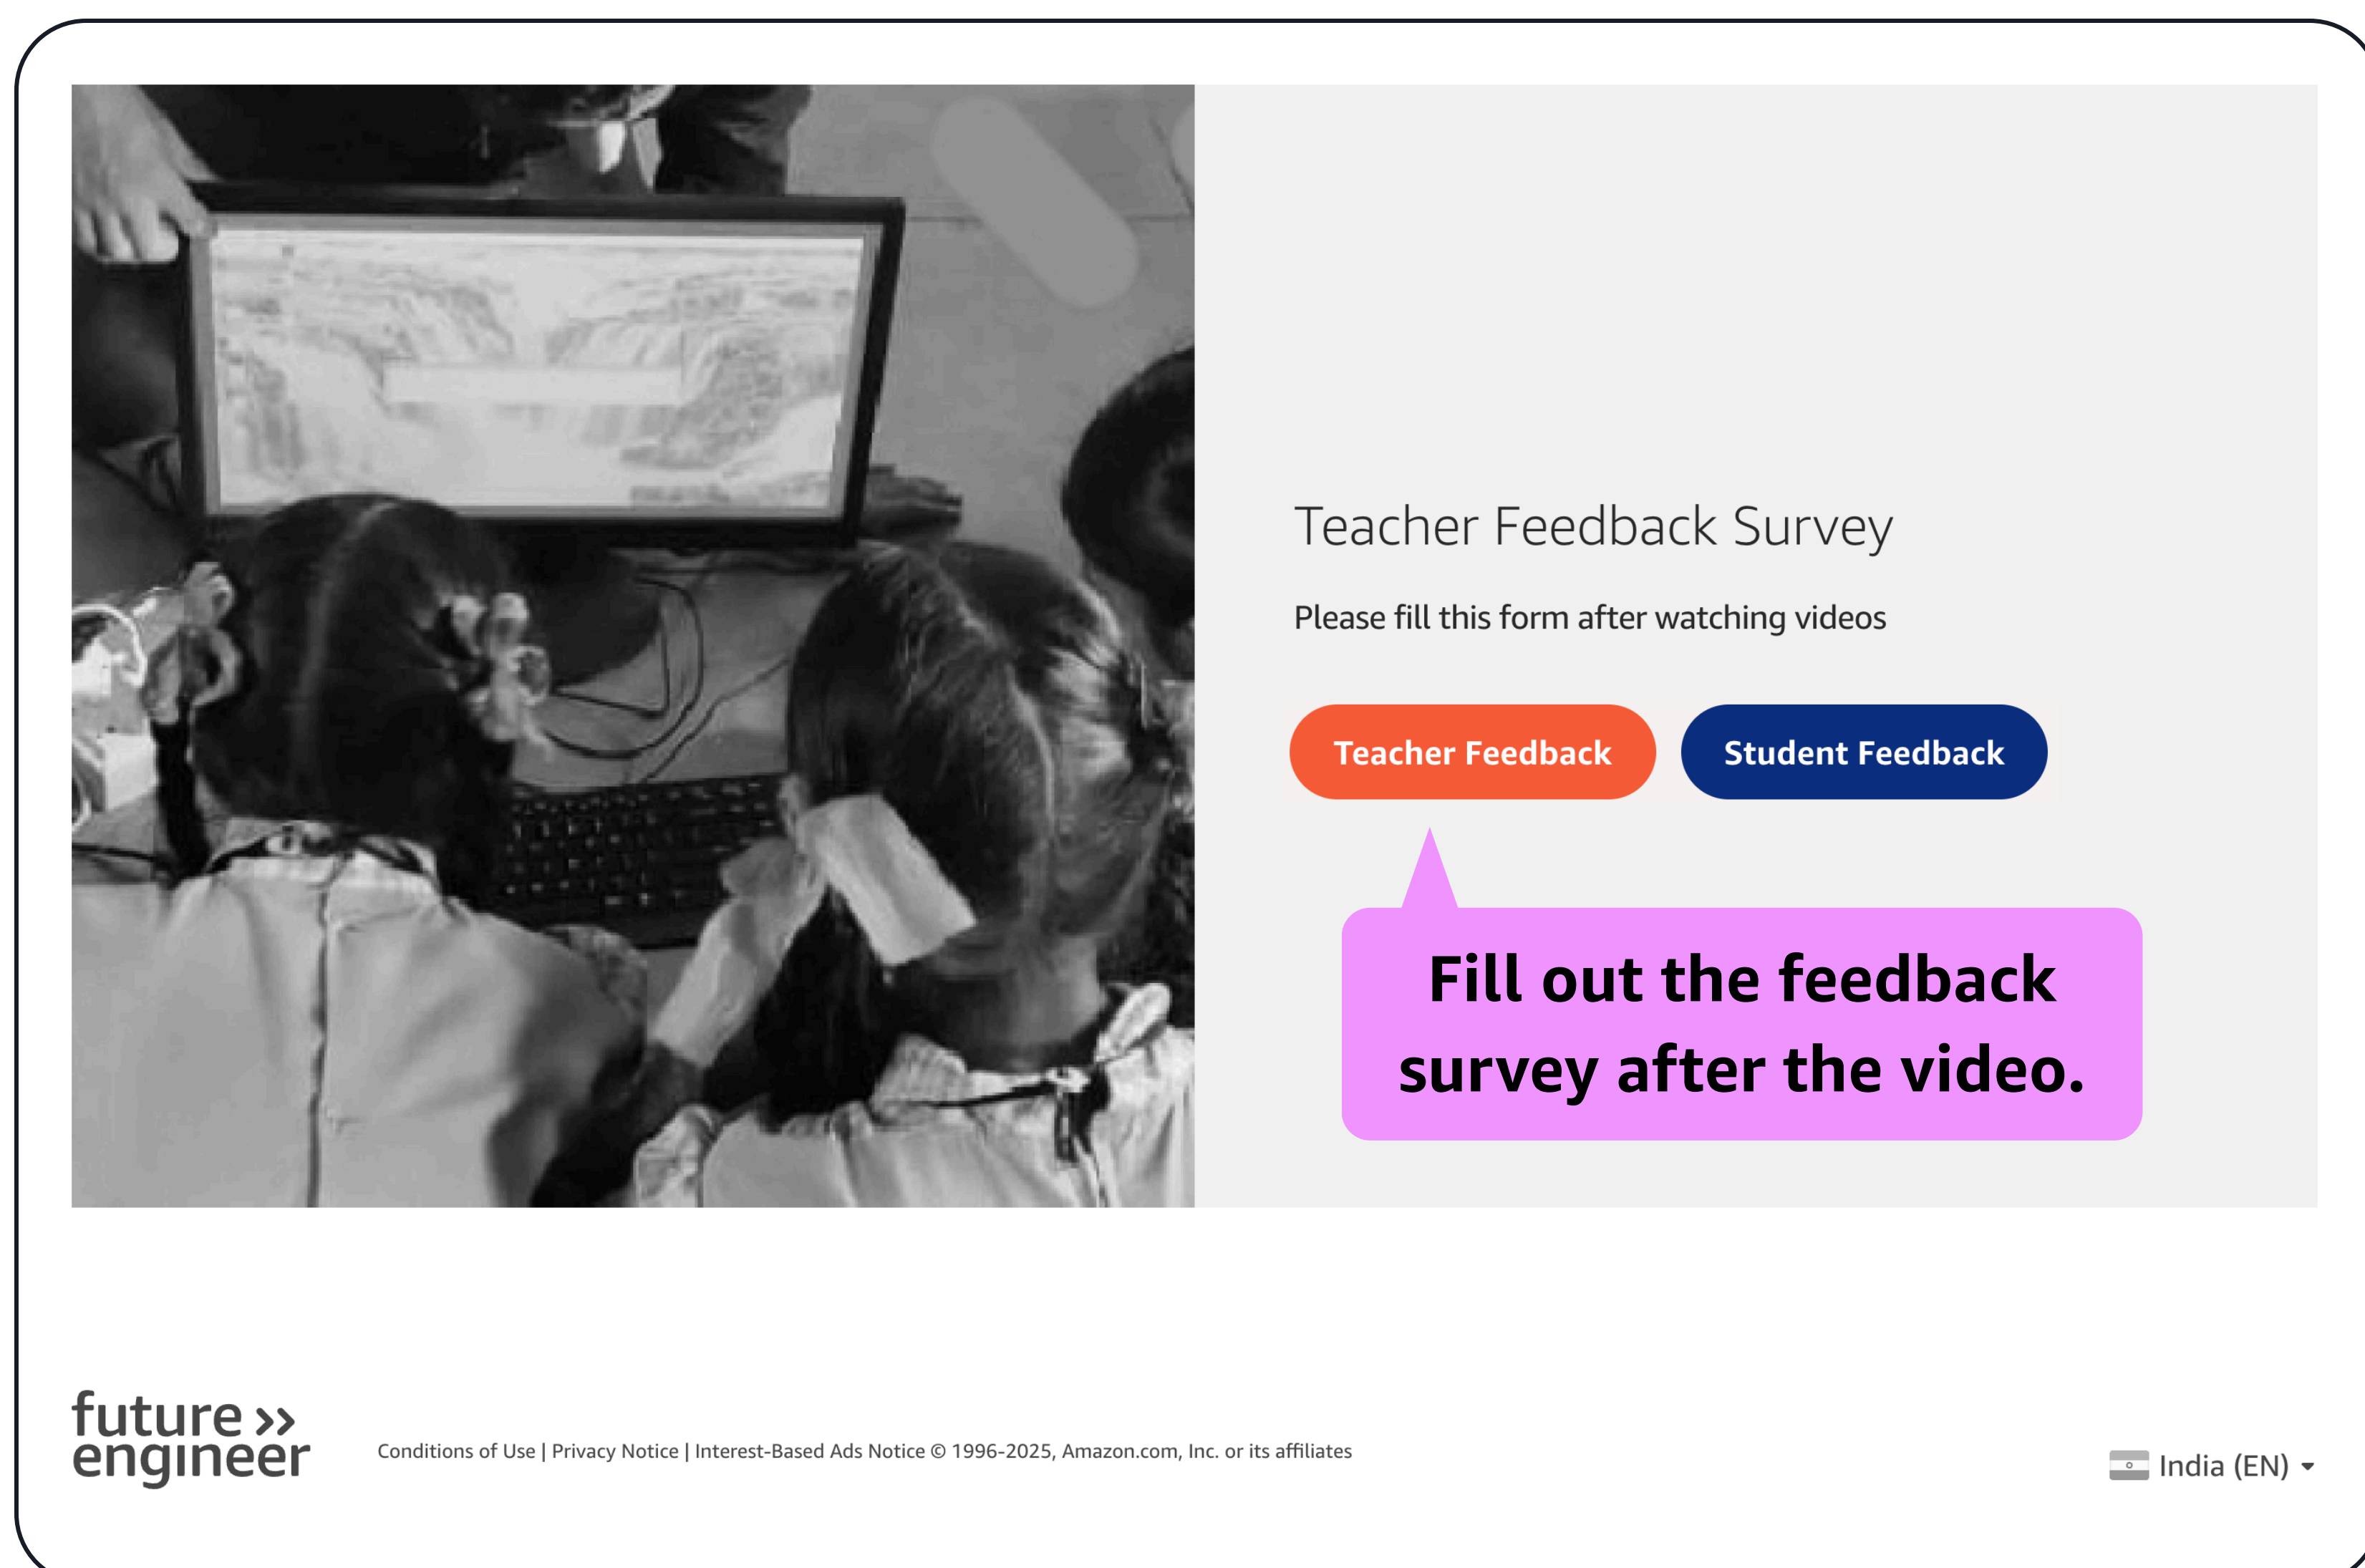 Teacher Feedback Survey
Please fill this form after watching videos
Teacher Feedback
Student Feedback
Fill out the feedback
survey after the video.
future »
engineer
Conditions of Use | Privacy Notice | Interest-Based Ads Notice © 1996-2025, Amazon.com, Inc. or its affiliates
India (EN)